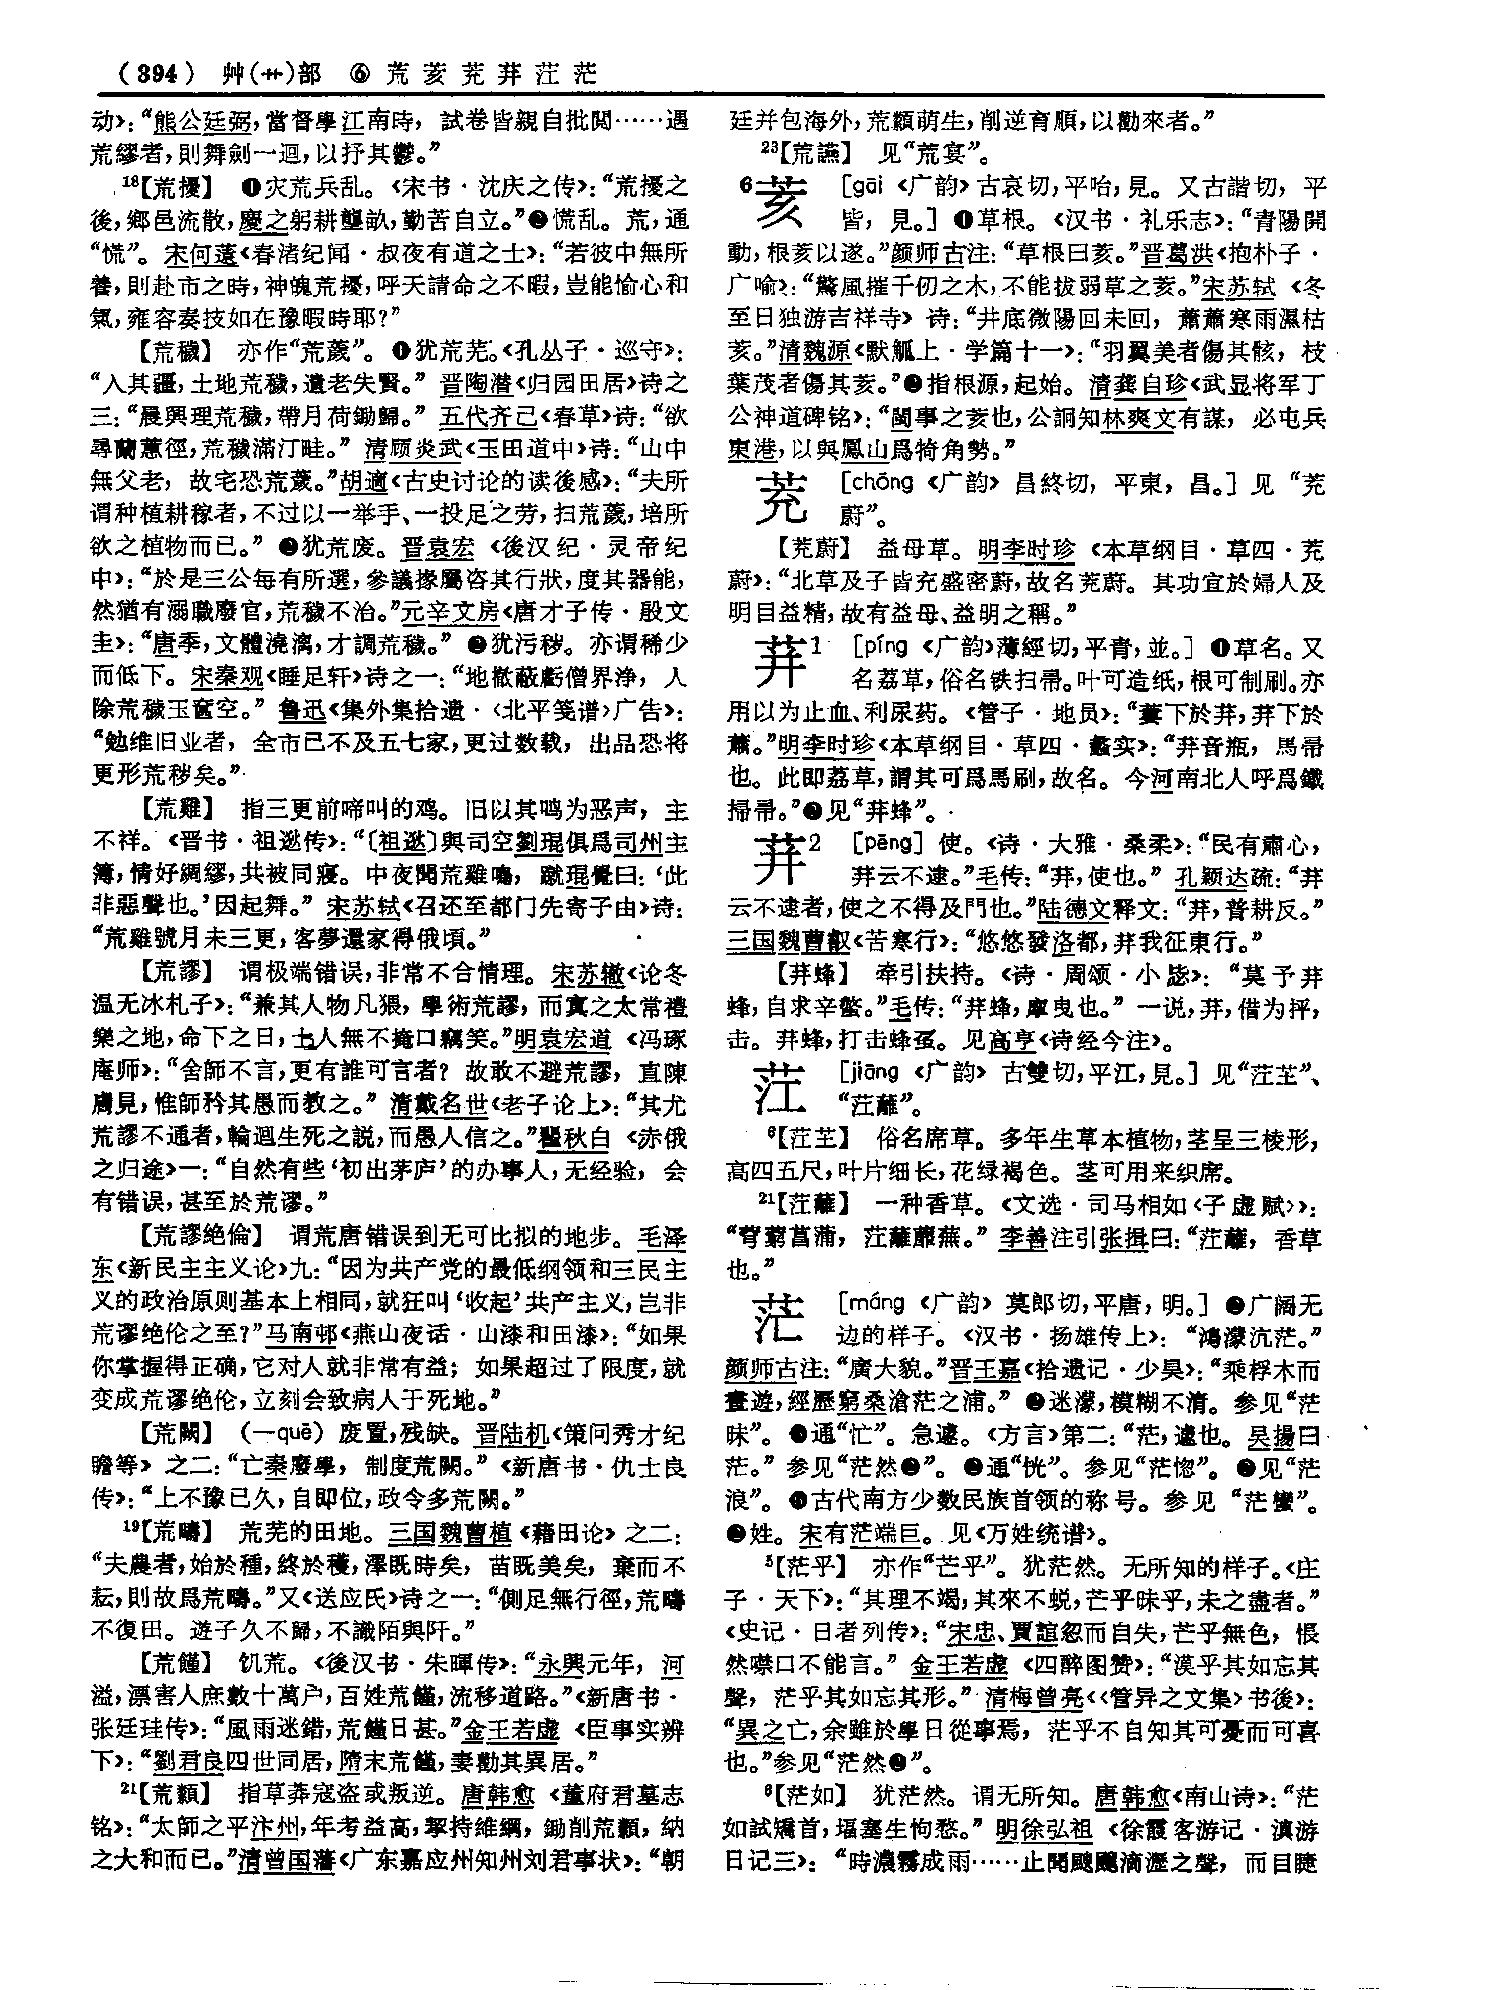 （394） 艸(艹)部 ⑥ 荒荄茺荓茳茫
动》：“熊公廷弼，當督學江南時，試卷皆親自批閲……遇
荒繆者，則舞劍一迴，以抒其鬱。”
18【荒擾】 ❶灾荒兵乱。《宋书·沈庆之传》：“荒擾之
後，鄉邑流散，慶之躬耕壟畝，勤苦自立。”❷慌乱。荒，通
“慌”。宋何薳《春渚纪闻·叔夜有道之士》：“若彼中無所
養，則赴市之時，神魄荒擾，呼天請命之不暇，豈能愉心和
氣，雍容奏技如在豫暇時耶？”
【荒穢】 亦作“荒薉”。❶犹荒芜。《孔丛子·巡守》：
“入其疆，土地荒穢，遺老失賢。” 晋陶潜《归园田居》诗之
三：“晨興理荒穢，帶月荷鋤歸。” 五代齐己《春草》诗：“欲
尋蘭蕙徑，荒穢滿汀畦。” 清顾炎武《玉田道中》诗：“山中
無父老，故宅恐荒薉。”胡適《古史讨论的读後感》：“夫所
谓种植耕稼者，不过以一举手、一投足之劳，扫荒薉，培所
欲之植物而已。” ❷犹荒废。晋袁宏《後汉纪·灵帝纪
中》：“於是三公每有所選，參議掾屬咨其行狀，度其器能，
然猶有溺職廢官，荒穢不治。”元辛文房《唐才子传·殷文
圭》：“唐季，文體澆漓，才調荒穢。” ❸犹污秽。亦谓稀少
而低下。宋秦观《睡足轩》诗之一：“地徹蔽虧僧界净，人
除荒穢玉奩空。” 鲁迅《集外集拾遗·〈北平笺谱〉广告》：
“勉维旧业者，全市已不及五七家，更过数载，出品恐将
更形荒秽矣。”
【荒雞】 指三更前啼叫的鸡。旧以其鸣为恶声，主
不祥。《晋书·祖逖传》：“〔祖逖〕與司空劉琨俱爲司州主
簿，情好綢繆，共被同寢。中夜聞荒雞鳴，蹴琨覺曰：‘此
非惡聲也。’因起舞。” 宋苏轼《召还至都门先寄子由》诗：
“荒雞號月未三更，客夢還家得俄頃。”
【荒謬】 谓极端错误，非常不合情理。宋苏辙《论冬
温无冰札子》：“兼其人物凡猥，學術荒謬，而寘之太常禮
樂之地，命下之日，士人無不掩口竊笑。”明袁宏道《冯琢
庵师》：“舍師不言，更有誰可言者？故敢不避荒謬，直陳
膚見，惟師矜其愚而教之。” 清戴名世《老子论上》：“其尤
荒謬不通者，輪迴生死之説，而愚人信之。”瞿秋白《赤俄
之归途》一：“自然有些‘初出茅庐’的办事人，无经验，会
有错误，甚至於荒谬。”
【荒謬絶倫】 谓荒唐错误到无可比拟的地步。毛泽
东《新民主主义论》九：“因为共产党的最低纲领和三民主
义的政治原则基本上相同，就狂叫‘收起’共产主义，岂非
荒谬绝伦之至？”马南邨《燕山夜话·山漆和田漆》：“如果
你掌握得正确，它对人就非常有益；如果超过了限度，就
变成荒谬绝伦，立刻会致病人于死地。”
【荒闕】 （一quē）废置，残缺。晋陆机《策问秀才纪
瞻等》之二：“亡秦廢學，制度荒闕。”《新唐书·仇士良
传》：“上不豫已久，自即位，政令多荒闕。”
19【荒疇】 荒芜的田地。三国魏曹植《藉田论》之二：
“夫農者，始於種，終於穫，澤既時矣，苗既美矣，棄而不
耘，則故爲荒疇。”又《送应氏》诗之一：“側足無行徑，荒疇
不復田。遊子久不歸，不識陌與阡。”
【荒饉】 饥荒。《後汉书·朱暉传》：“永興元年，河
溢，漂害人庶數十萬户，百姓荒饉，流移道路。”《新唐书·
张廷珪传》：“風雨迷錯，荒饉日甚。”金王若虚《臣事实辨
下》：“劉君良四世同居，隋末荒饉，妻勸其異居。”
21【荒纇】 指草莽寇盗或叛逆。唐韩愈《董府君墓志
铭》：“太師之平汴州，年考益高，挈持維綱，鋤削荒纇，納
之大和而已。”清曾国藩《广东嘉应州知州刘君事状》：“朝
廷并包海外，荒纇萌生，削逆育順，以勸來者。”
23【荒讌】 见“荒宴”。
6荄 [gāi 《广韵》古哀切，平咍，見。又古諧切，平
皆，見。] ❶草根。《汉书·礼乐志》：“青陽開
動，根荄以遂。”颜师古注：“草根曰荄。”晋葛洪《抱朴子·
广喻》：“驚風摧千仞之木，不能拔弱草之荄。”宋苏轼《冬
至日独游吉祥寺》诗：“井底微陽回未回，蕭蕭寒雨濕枯
荄。”清魏源《默觚上·学篇十一》：“羽翼美者傷其骸，枝
葉茂者傷其荄。”❷指根源，起始。清龚自珍《武显将军丁
公神道碑铭》：“閩事之荄也，公詗知林爽文有謀，必屯兵
東港，以與鳳山爲犄角勢。”
茺 [chōng 《广韵》昌終切，平東，昌。] 见“茺
蔚”。
【茺蔚】 益母草。明李时珍《本草纲目·草四·茺
蔚》：“北草及子皆充盛密蔚，故名茺蔚。其功宜於婦人及
明目益精，故有益母、益明之稱。”
荓1 [píng 《广韵》薄經切，平青，並。] ❶草名。又
名荔草，俗名铁扫帚。叶可造纸，根可制刷。亦
用以为止血、利尿药。《管子·地员》：“蔞下於荓，荓下於
蕭。”明李时珍《本草纲目·草四·蠡实》：“荓音瓶，馬帚
也。此即荔草，謂其可爲馬刷，故名。今河南北人呼爲鐵
掃帚。”❷见“荓蜂”。
荓2 [pēng] 使。《诗·大雅·桑柔》：“民有肅心，
荓云不逮。”毛传：“荓，使也。” 孔颖达疏：“荓
云不逮者，使之不得及門也。”陆德文释文：“荓，普耕反。”
三国魏曹叡《苦寒行》：“悠悠發洛都，荓我征東行。”
【荓蜂】 牵引扶持。《诗·周颂·小毖》：“莫予荓
蜂，自求辛螫。”毛传：“荓蜂，㡓曳也。” 一说，荓，借为抨，
击。荓蜂，打击蜂虿。见高亨《诗经今注》。
茳 [jiāng 《广韵》古雙切，平江，見。] 见“茳芏”、
“茳蘺”。
6【茳芏】 俗名席草。多年生草本植物，茎呈三棱形，
高四五尺，叶片细长，花绿褐色。茎可用来织席。
21【茳蘺】 一种香草。《文选·司马相如〈子虚赋〉》：
“穹藭菖蒲，茳蘺蘼蕪。” 李善注引张揖曰：“茳蘺，香草
也。”
茫 [máng 《广韵》莫郎切，平唐，明。] ❶广阔无
边的样子。《汉书·扬雄传上》：“鴻濛沆茫。”
颜师古注：“廣大貌。”晋王嘉《拾遗记·少昊》：“乘桴木而
晝遊，經歷窮桑滄茫之浦。” ❷迷濛，模糊不清。参见“茫
昧”。❸通“忙”。急遽。《方言》第二：“茫，遽也。吴揚曰
茫。”参见“茫然❸”。❹通“恍”。参见“茫惚”。❺见“茫
浪”。❻古代南方少数民族首领的称号。参见“茫蠻”。
❼姓。宋有茫端巨。见《万姓统谱》。
5【茫乎】 亦作“芒乎”。犹茫然。无所知的样子。《庄
子·天下》：“其理不竭，其來不蜕，芒乎昧乎，未之盡者。”
《史记·日者列传》：“宋忠、賈誼忽而自失，芒乎無色，悵
然噤口不能言。” 金王若虚《四醉图赞》：“漠乎其如忘其
聲，茫乎其如忘其形。” 清梅曾亮《〈管异之文集〉书後》：
“異之亡，余雖於學日從事焉，茫乎不自知其可憂而可喜
也。”参见“茫然❶”。
6【茫如】 犹茫然。谓无所知。唐韩愈《南山诗》：“茫
如試矯首，堛塞生怐愁。” 明徐弘祖《徐霞客游记·滇游
日记三》：“時濃霧成雨……止聞颼飀滴瀝之聲，而目睫